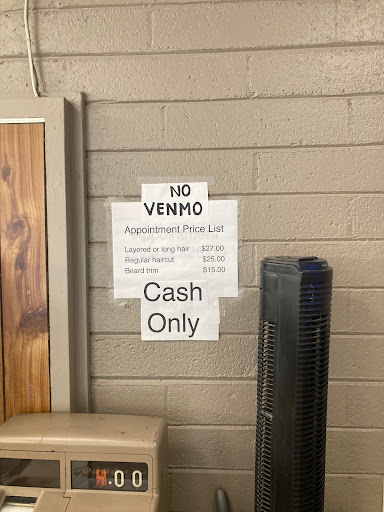 NO
VENMO
Appointment Price List
Layered or long hair $27.00
Regular haircut $25.00
Beard trim $15.00
Cash
Only
.00